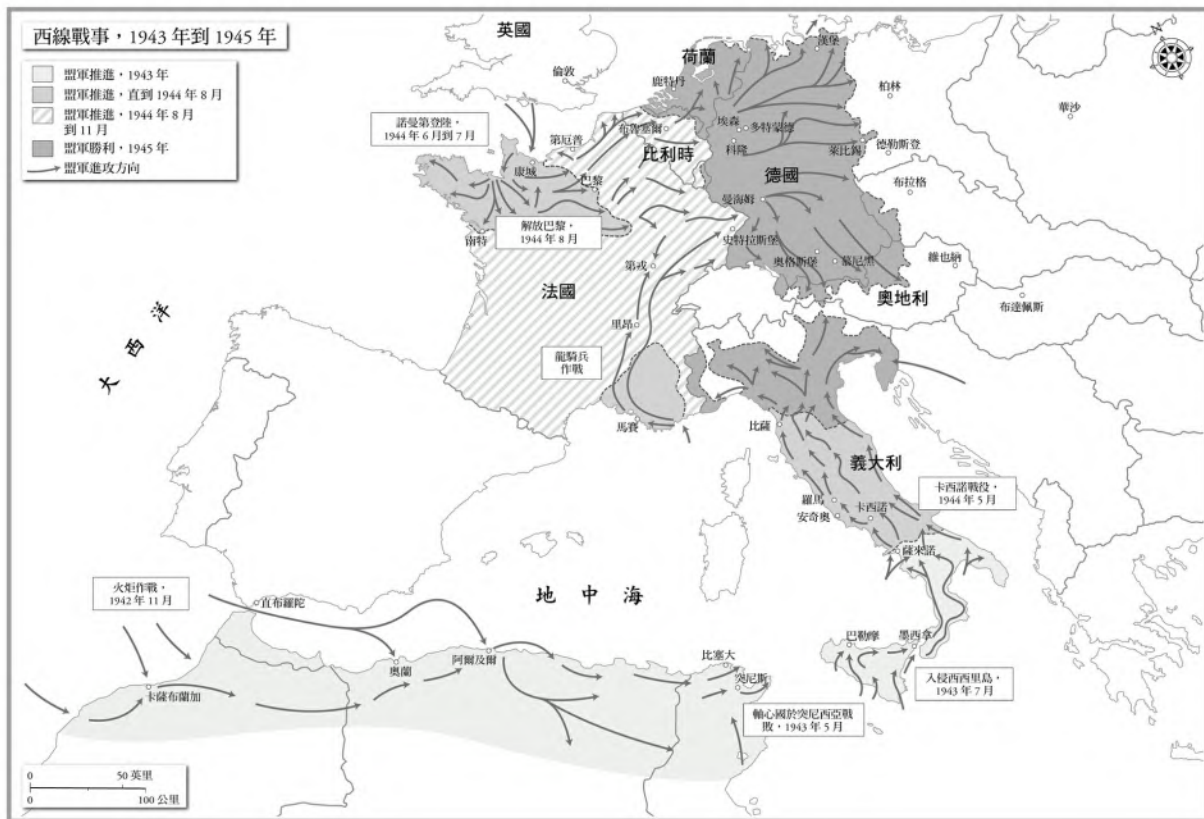 西線戰事，1943 年到 1945 年
盟軍推進，1943 年
盟軍推進，直到 1944 年 8 月
盟軍推進，1944 年 8 月
到 11 月
盟軍勝利，1945 年
盟軍進攻方向
英國
倫敦
荷蘭
鹿特丹
漢堡
柏林
華沙
N
諾曼第登陸，
1944 年 6 月到 7 月
第厄普
布魯塞爾
比利時
埃森
多特蒙德
科隆
萊比錫
德勒斯登
德國
布拉格
康城
巴黎
曼海姆
南特
解放巴黎，
1944 年 8 月
史特拉斯堡
奧格斯堡
慕尼黑
維也納
第戎
奧地利
布達佩斯
法國
大西洋
里昂
龍騎兵
作戰
馬賽
比薩
義大利
卡西諾戰役，
1944 年 5 月
羅馬
安奇奧
卡西諾
薩來諾
火炬作戰，
1942 年 11 月
直布羅陀
地中海
巴勒摩
墨西拿
奧蘭
阿爾及爾
比塞大
突尼斯
入侵西西里島，
1943 年 7 月
卡薩布蘭加
軸心國於突尼西亞戰
敗，1943 年 5 月
0 50 英里
0 100 公里